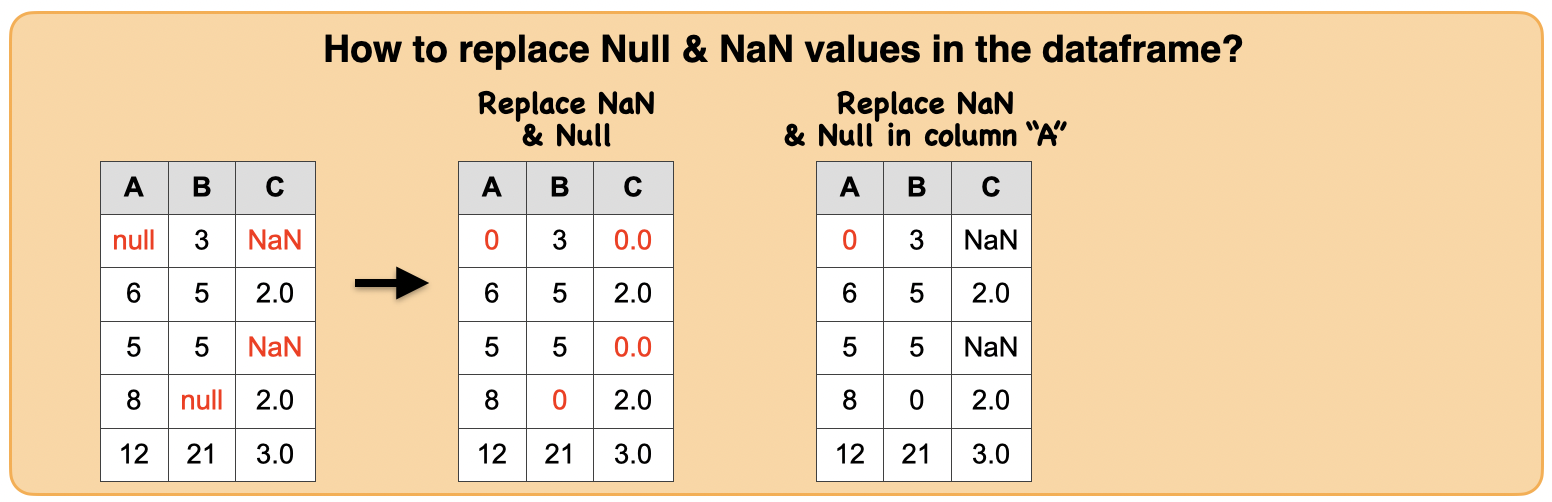 How to replace Null & NaN values in the dataframe?
Replace NaN
& Null
A B C
null 3 NaN
6 5 2.0
5 5 NaN
8 null 2.0
12 21 3.0
A B C
0 3 0.0
6 5 2.0
5 5 0.0
8 0 2.0
12 21 3.0
Replace NaN
& Null in column “A”
A B C
0 3 NaN
6 5 2.0
5 5 NaN
8 0 2.0
12 21 3.0